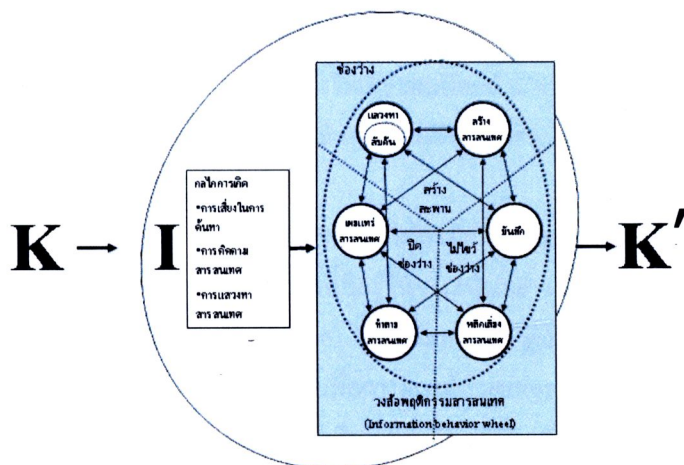 ช่องว่าง
แสวงหา
สืบค้น
สร้าง
สารสนเทศ
กลไกการเกิด
*การเสี่ยงในการ
ค้นหา
*การติดตาม
สารสนเทศ
*การแสวงหา
สารสนเทศ
สร้าง
สะพาน
เผยแพร่
สารสนเทศ
บันทึก
K
I
K′
ปิด
ช่องว่าง
ไม่ใช่
ช่องว่าง
ทำลาย
สารสนเทศ
หลีกเลี่ยง
สารสนเทศ
วงล้อพฤติกรรมสารสนเทศ
(Information behavior wheel)